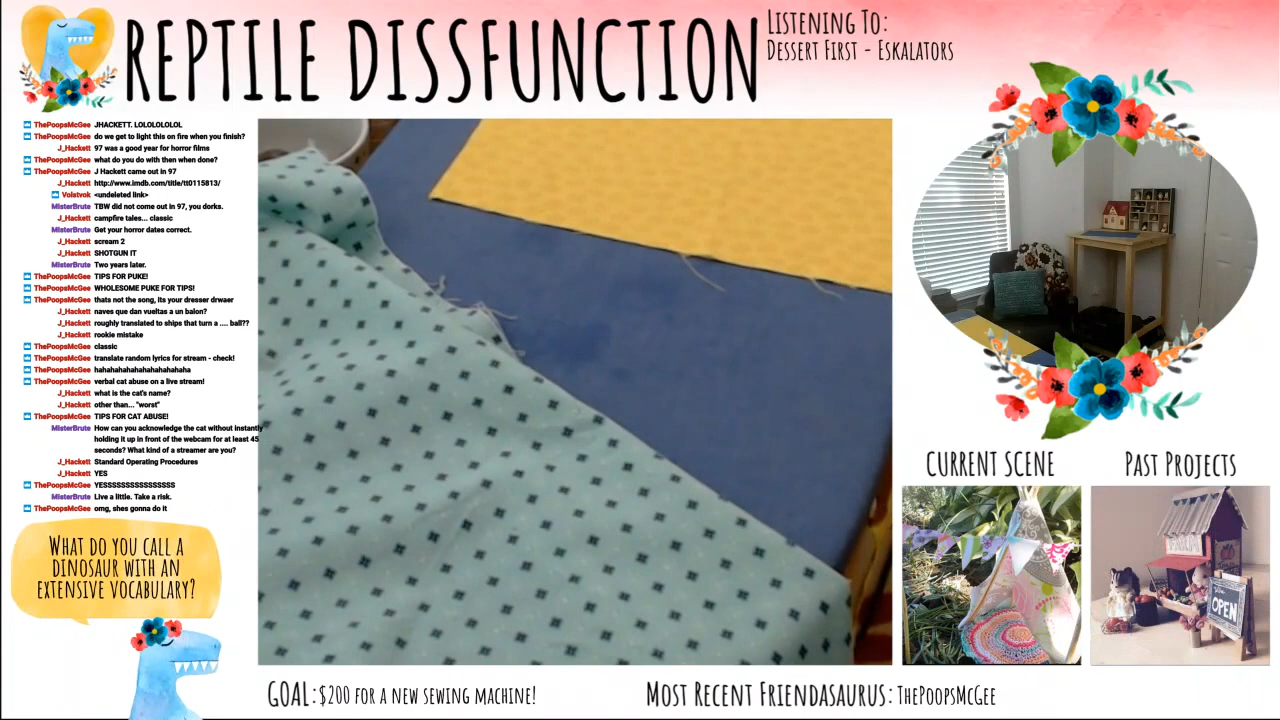 REPTILE DISSFUNCTION
LISTENING TO:
DESSERT FIRST - ESKALATORS
ThePoopsMcGee JHACKETT. LOLOLOLOLOL
ThePoopsMcGee do we get to light this on fire when you finish?
J_Hackett 97 was a good year for horror films
ThePoopsMcGee what do you do with then when done?
ThePoopsMcGee J Hackett came out in 97
J_Hackett http://www.imdb.com/title/tt0115813/
Volstvok <undeleted link>
MisterBrute TBW did not come out in 97, you dorks.
J_Hackett campfire tales... classic
MisterBrute Get your horror dates correct.
J_Hackett scream 2
J_Hackett SHOTGUN IT
MisterBrute Two years later.
ThePoopsMcGee TIPS FOR PUKE!
ThePoopsMcGee WHOLESOME PUKE FOR TIPS!
ThePoopsMcGee thats not the song, its your dresser drwaer
J_Hackett naves que dan vueltas a un balon?
J_Hackett roughly translated to ships that turn a .... ball??
J_Hackett rookie mistake
ThePoopsMcGee classic
ThePoopsMcGee translate random lyrics for stream - check!
ThePoopsMcGee hahahahahahahahahahaha
ThePoopsMcGee verbal cat abuse on a live stream!
J_Hackett what is the cat's name?
J_Hackett other than... "worst"
ThePoopsMcGee TIPS FOR CAT ABUSE!
MisterBrute How can you acknowledge the cat without instantly
holding it up in front of the webcam for at least 45
seconds? What kind of a streamer are you?
J_Hackett Standard Operating Procedures
J_Hackett YES
ThePoopsMcGee YESSSSSSSSSSSSSSSS
MisterBrute Live a little. Take a risk.
ThePoopsMcGee omg, shes gonna do it
WHAT DO YOU CALL A
DINOSAUR WITH AN
EXTENSIVE VOCABULARY?
CURRENT SCENE
PAST PROJECTS
OPEN
GOAL: $200 FOR A NEW SEWING MACHINE!
MOST RECENT FRIENDASAURUS: THEPOOPSMCGEE